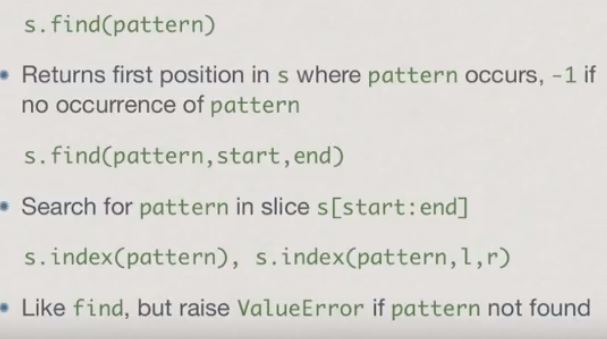 s.find(pattern)
• Returns first position in s where pattern occurs, -1 if
no occurrence of pattern
s.find(pattern,start,end)
• Search for pattern in slice s[start:end]
s.index(pattern), s.index(pattern,l,r)
• Like find, but raise ValueError if pattern not found